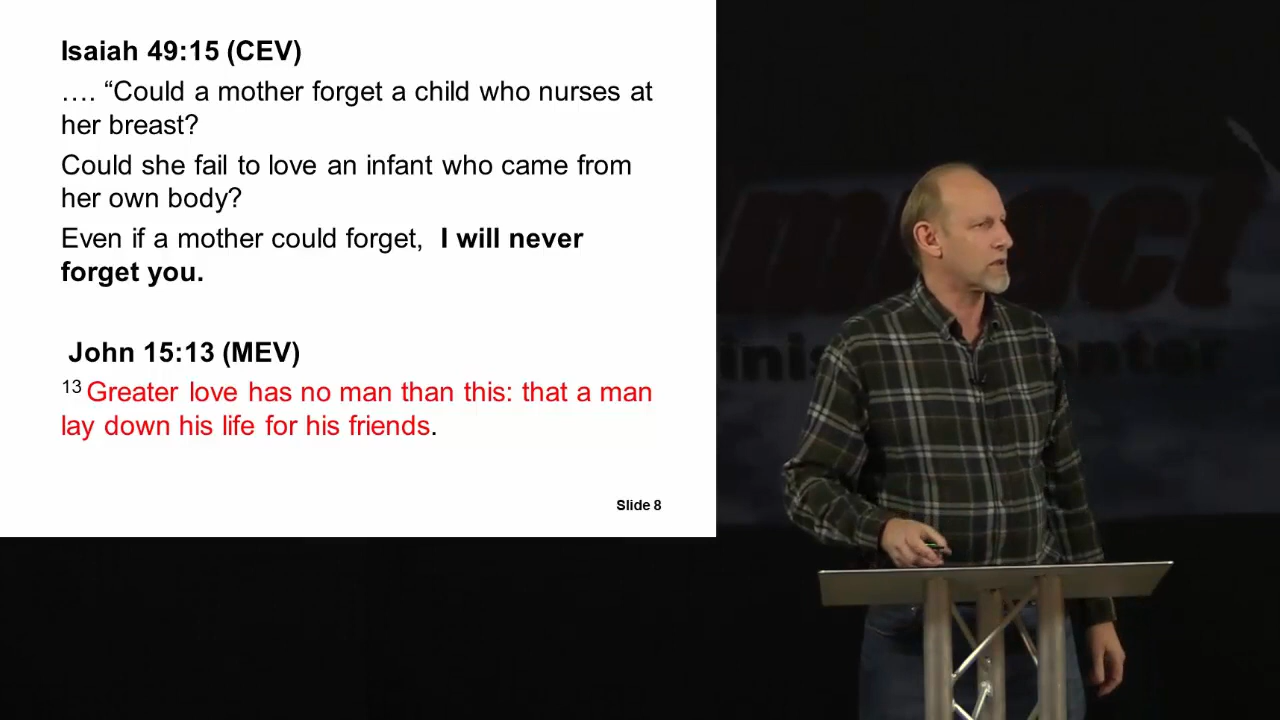 Isaiah 49:15 (CEV)
…. “Could a mother forget a child who nurses at
her breast?
Could she fail to love an infant who came from
her own body?
Even if a mother could forget,  I will never
forget you.
John 15:13 (MEV)
13 Greater love has no man than this: that a man
lay down his life for his friends.
Slide 8